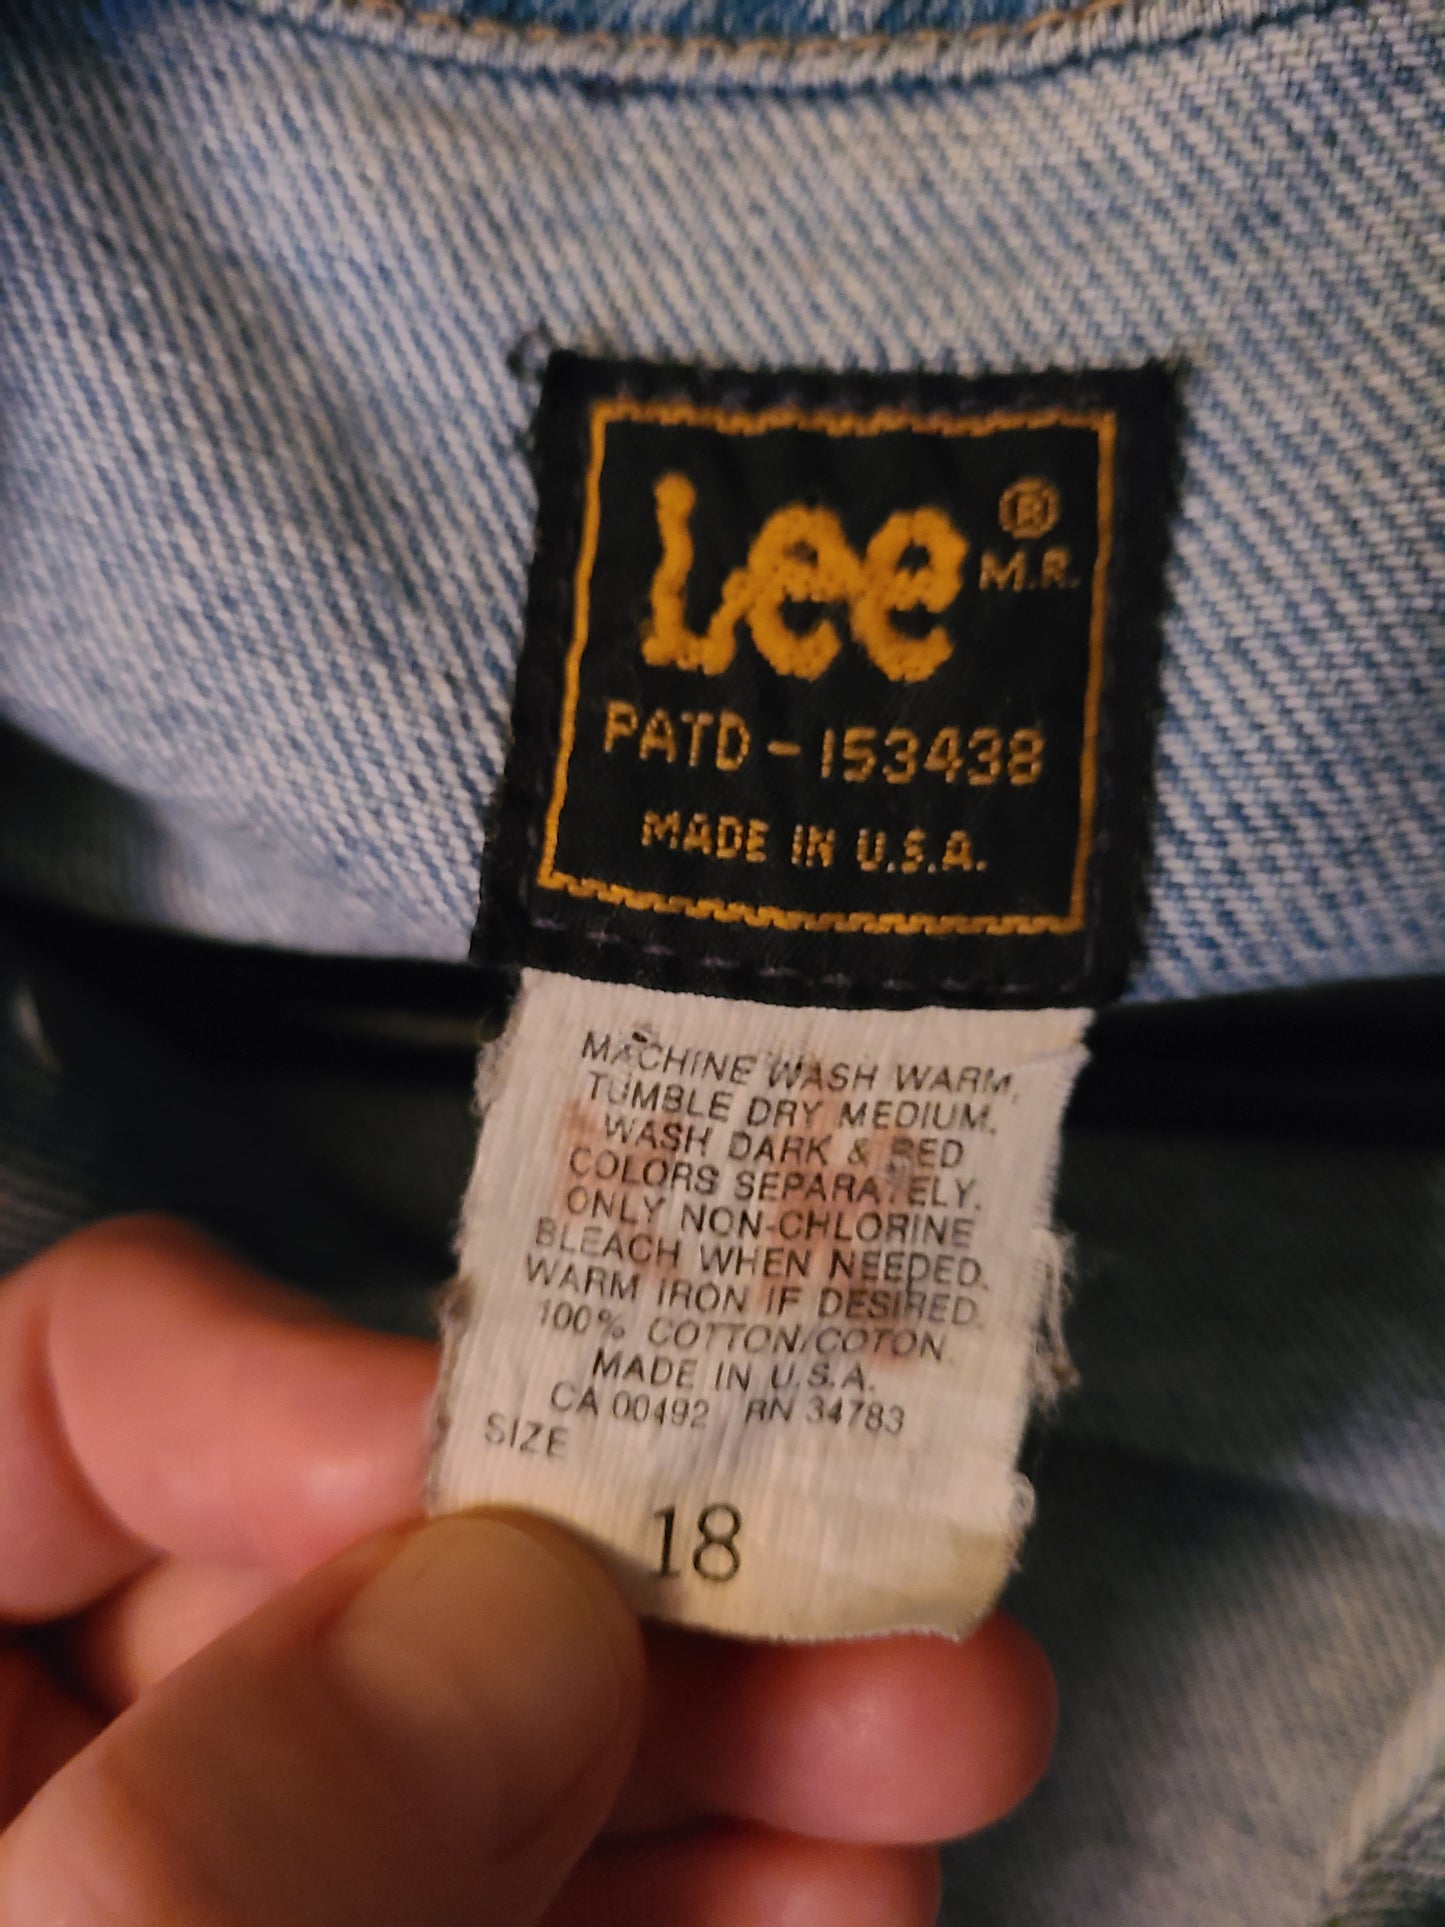 Lee ®
M.R.
PATD-153438
MADE IN U.S.A.
MACHINE WASH WARM,
TUMBLE DRY MEDIUM.
WASH DARK & RED
COLORS SEPARATELY.
ONLY NON-CHLORINE
BLEACH WHEN NEEDED.
WARM IRON IF DESIRED.
100% COTTON/COTON.
MADE IN U.S.A.
CA 00492 RN 34783
SIZE
18